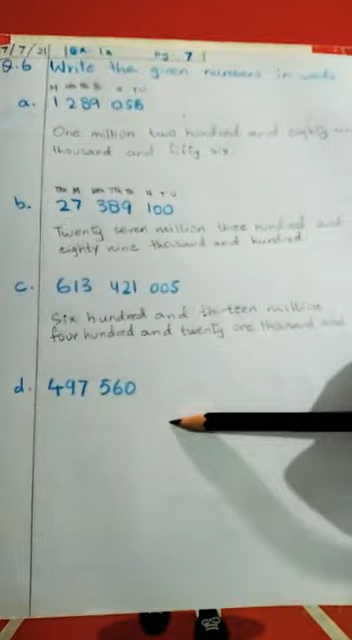 7/7/21 Ex 1a Pg 7
Q.6 Write the given numbers in words
a. 1 289 056
One million two hundred and eighty
thousand and fifty six.
b. 27 389 100
Twenty seven million three hundred and
eighty nine thousand and hundred.
c. 613 421 005
Six hundred and thirteen million
four hundred and twenty one thousand and
d. 497 560